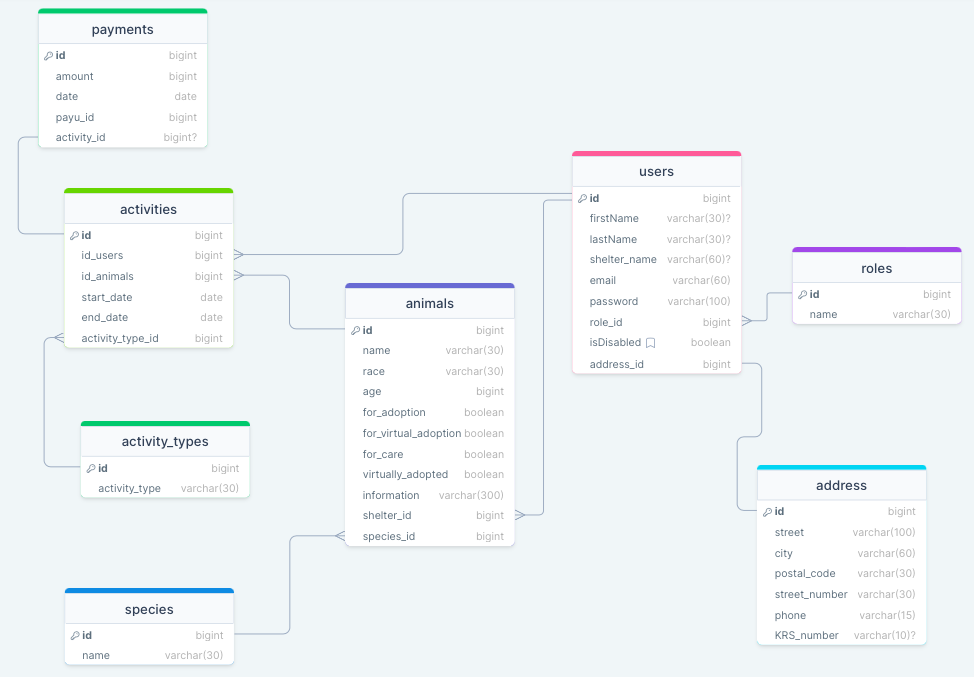 payments
id bigint
amount bigint
date date
payu_id bigint
activity_id bigint?
activities
id bigint
id_users bigint
id_animals bigint
start_date date
end_date date
activity_type_id bigint
activity_types
id bigint
activity_type varchar(30)
species
id bigint
name varchar(30)
animals
id bigint
name varchar(30)
race varchar(30)
age bigint
for_adoption boolean
for_virtual_adoption boolean
for_care boolean
virtually_adopted boolean
information varchar(300)
shelter_id bigint
species_id bigint
users
id bigint
firstName varchar(30)?
lastName varchar(30)?
shelter_name varchar(60)?
email varchar(60)
password varchar(100)
role_id bigint
isDisabled boolean
address_id bigint
roles
id bigint
name varchar(30)
address
id bigint
street varchar(100)
city varchar(60)
postal_code varchar(30)
street_number varchar(30)
phone varchar(15)
KRS_number varchar(10)?